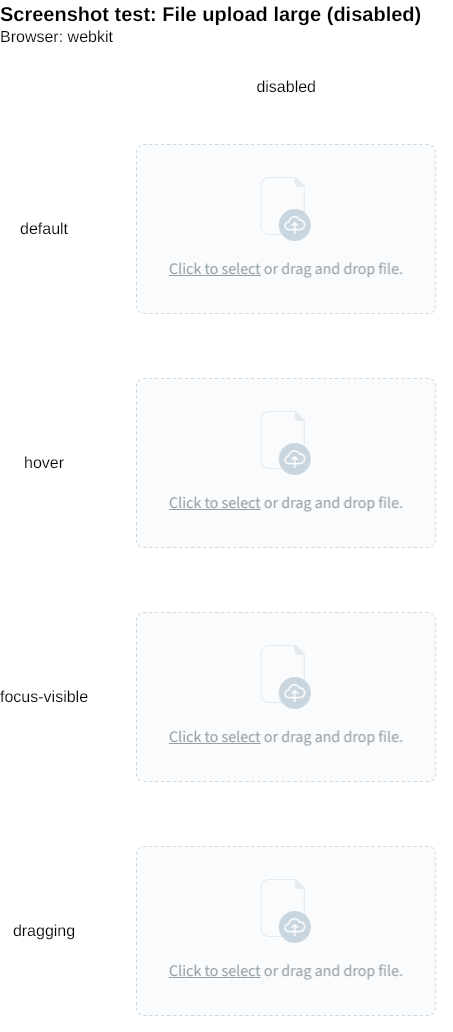 Screenshot test: File upload large (disabled)
Browser: webkit
disabled
default
Click to select or drag and drop file.
hover
Click to select or drag and drop file.
focus-visible
Click to select or drag and drop file.
dragging
Click to select or drag and drop file.